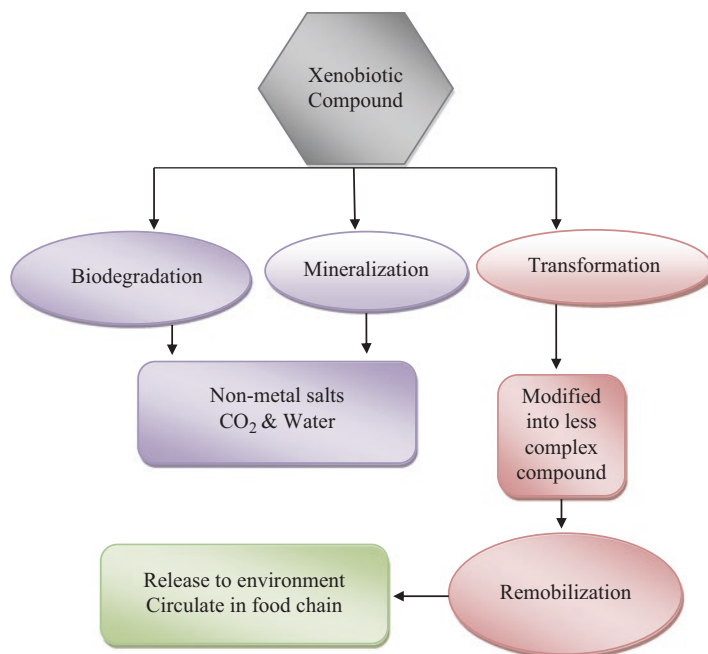 Xenobiotic
Compound
Biodegradation
Mineralization
Transformation
Non-metal salts
CO₂ & Water
Modified
into less
complex
compound
Release to environment
Circulate in food chain
Remobilization